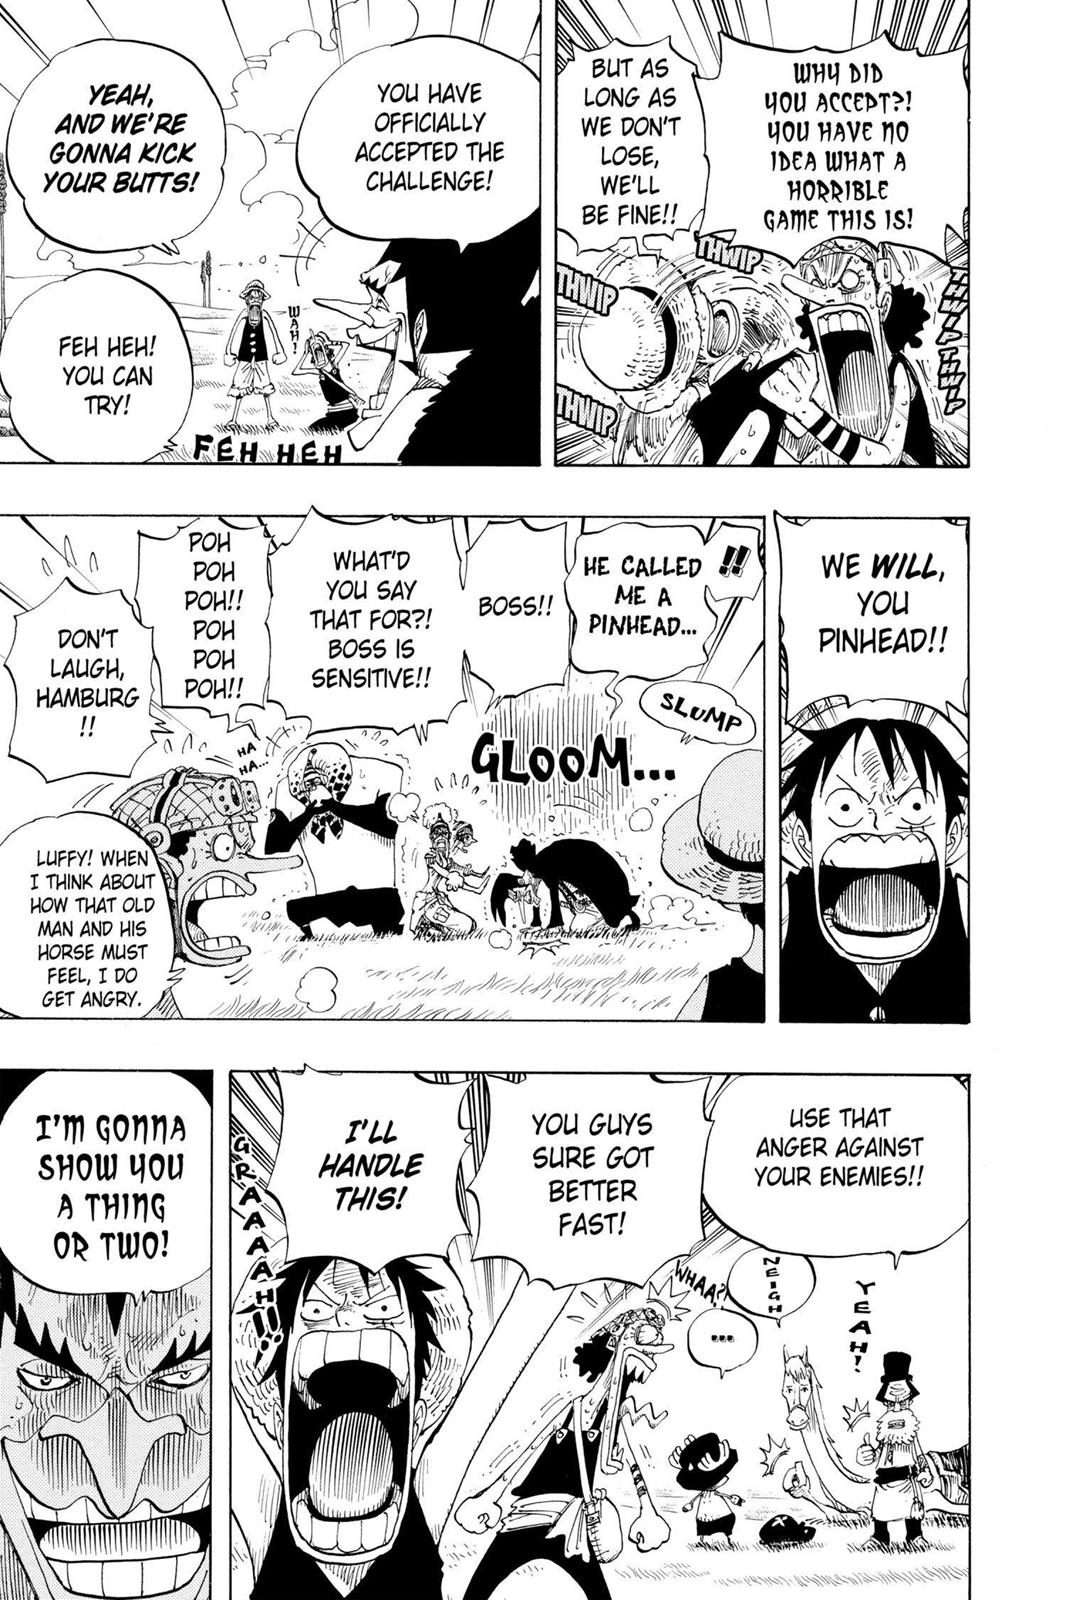 WHY DID
YOU ACCEPT?!
YOU HAVE NO
IDEA WHAT A
HORRIBLE
GAME THIS IS!
BUT AS
LONG AS
WE DON'T
LOSE,
WE'LL
BE FINE!!
THWIP
THWIP
THWIP
THWIP
THWIP
YOU HAVE
OFFICIALLY
ACCEPTED THE
CHALLENGE!
YEAH,
AND WE'RE
GONNA KICK
YOUR BUTTS!
WAH!
FEH HEH!
YOU CAN
TRY!
FEH HEH
WE WILL,
YOU
PINHEAD!!
!!
HE CALLED
ME A
PINHEAD...
SLUMP
GLOOM...
BOSS!!
WHAT'D
YOU SAY
THAT FOR?!
BOSS IS
SENSITIVE!!
POH
POH
POH!!
POH
POH
POH!!
HA
HA...
DON'T
LAUGH,
HAMBURG
!!
LUFFY! WHEN
I THINK ABOUT
HOW THAT OLD
MAN AND HIS
HORSE MUST
FEEL, I DO
GET ANGRY.
USE THAT
ANGER AGAINST
YOUR ENEMIES!!
YEAH!
NEIGH
...
WHAA?!
YOU GUYS
SURE GOT
BETTER
FAST!
I'LL
HANDLE
THIS!
GRAAAAAH!!
I'M GONNA
SHOW YOU
A THING
OR TWO!